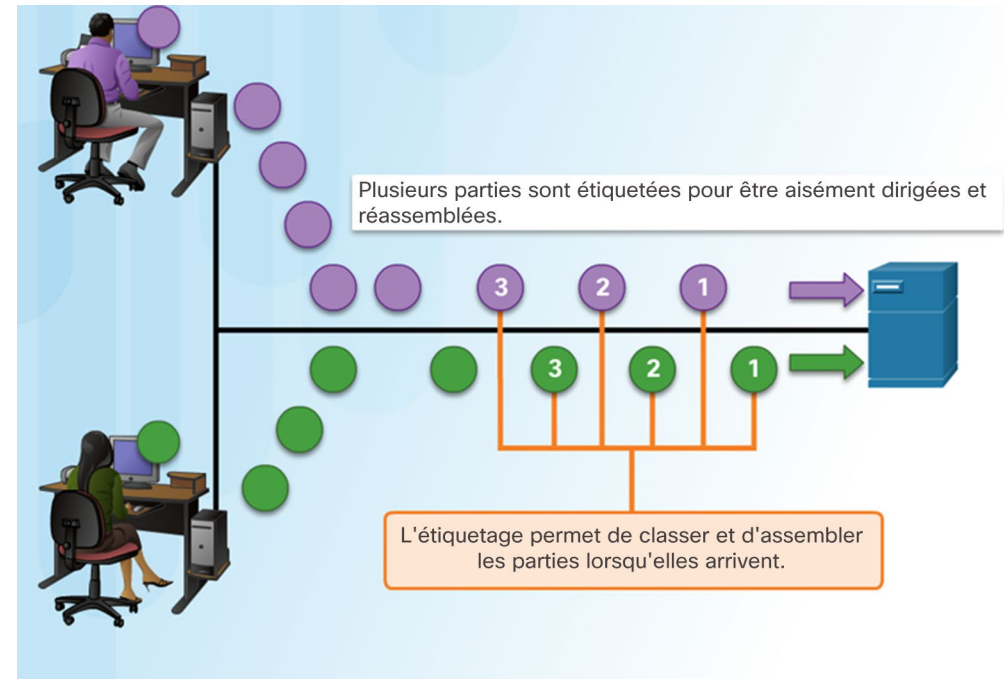 Plusieurs parties sont étiquetées pour être aisément dirigées et
réassemblées.
3 2 1
3 2 1
L'étiquetage permet de classer et d'assembler
les parties lorsqu'elles arrivent.